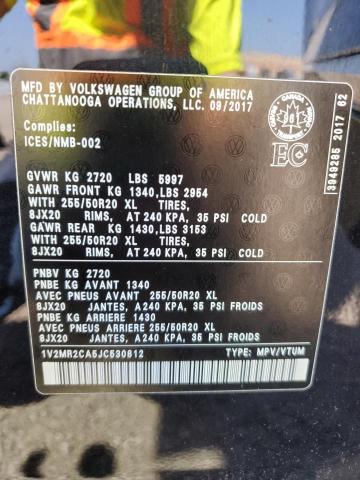 MFD BY VOLKSWAGEN GROUP OF AMERICA
CHATTANOOGA OPERATIONS, LLC. 09/2017
Complies:
ICES/NMB-002
CANADA
EC
3949285 2017 62
GVWR KG 2720 LBS 5997
GAWR FRONT KG 1340, LBS 2954
WITH 255/50R20 XL TIRES,
8JX20 RIMS, AT 240 KPA, 35 PSI COLD
GAWR REAR KG 1430, LBS 3153
WITH 255/50R20 XL TIRES,
8JX20 RIMS, AT 240 KPA, 35 PSI COLD
PNBV KG 2720
PNBE KG AVANT 1340
AVEC PNEUS AVANT 255/50R20 XL
8JX20 JANTES, A 240 KPA, 35 PSI FROIDS
PNBE KG ARRIERE 1430
AVEC PNEUS ARRIERE 255/50R20 XL
8JX20 JANTES, A 240 KPA, 35 PSI FROIDS
1V2MR2CA5JC530812 TYPE: MPV/VTUM